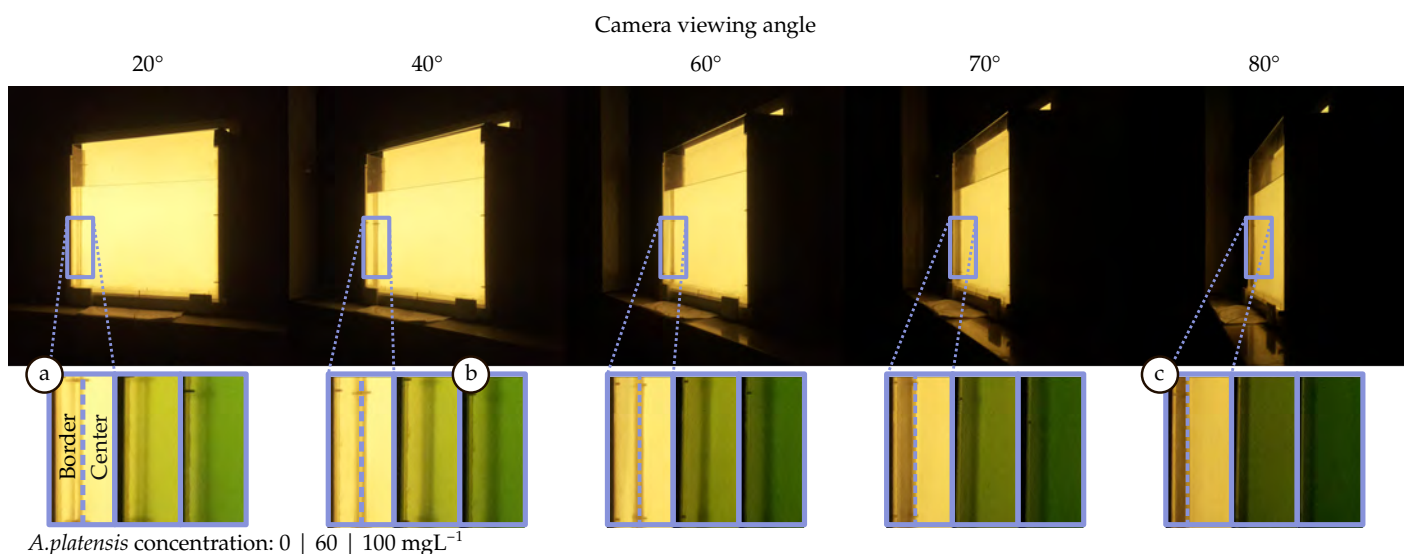 Camera viewing angle
20° 40° 60° 70° 80°
a b c
Border
Center
A.platensis concentration: 0 | 60 | 100 mgL⁻¹